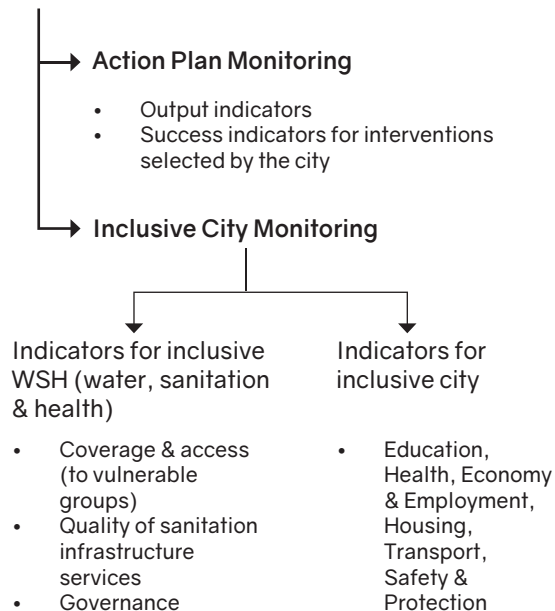 Action Plan Monitoring
• Output indicators
• Success indicators for interventions
selected by the city
Inclusive City Monitoring
Indicators for inclusive
WSH (water, sanitation
& health)
• Coverage & access
(to vulnerable
groups)
• Quality of sanitation
infrastructure
services
• Governance
Indicators for
inclusive city
• Education,
Health, Economy
& Employment,
Housing,
Transport,
Safety &
Protection